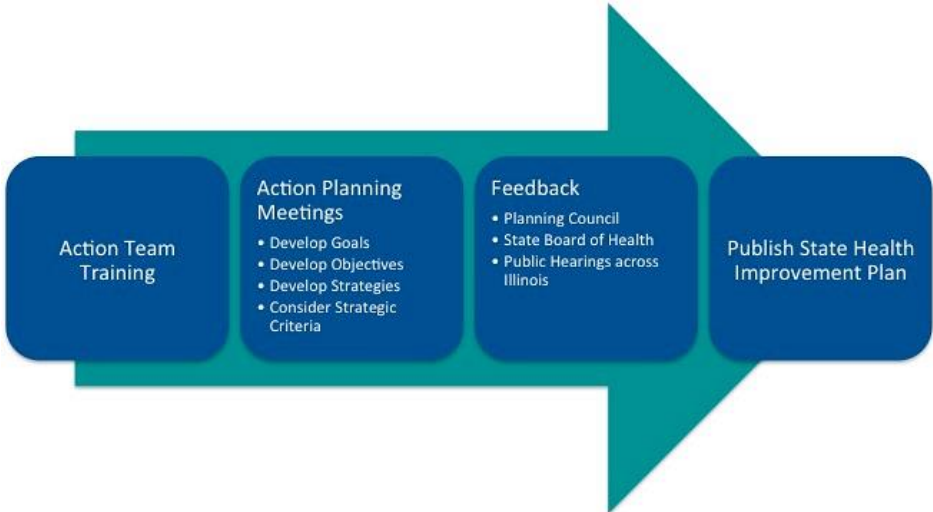 Action Team
Training
Action Planning
Meetings
• Develop Goals
• Develop Objectives
• Develop Strategies
• Consider Strategic
Criteria
Feedback
• Planning Council
• State Board of Health
• Public Hearings across
Illinois
Publish State Health
Improvement Plan